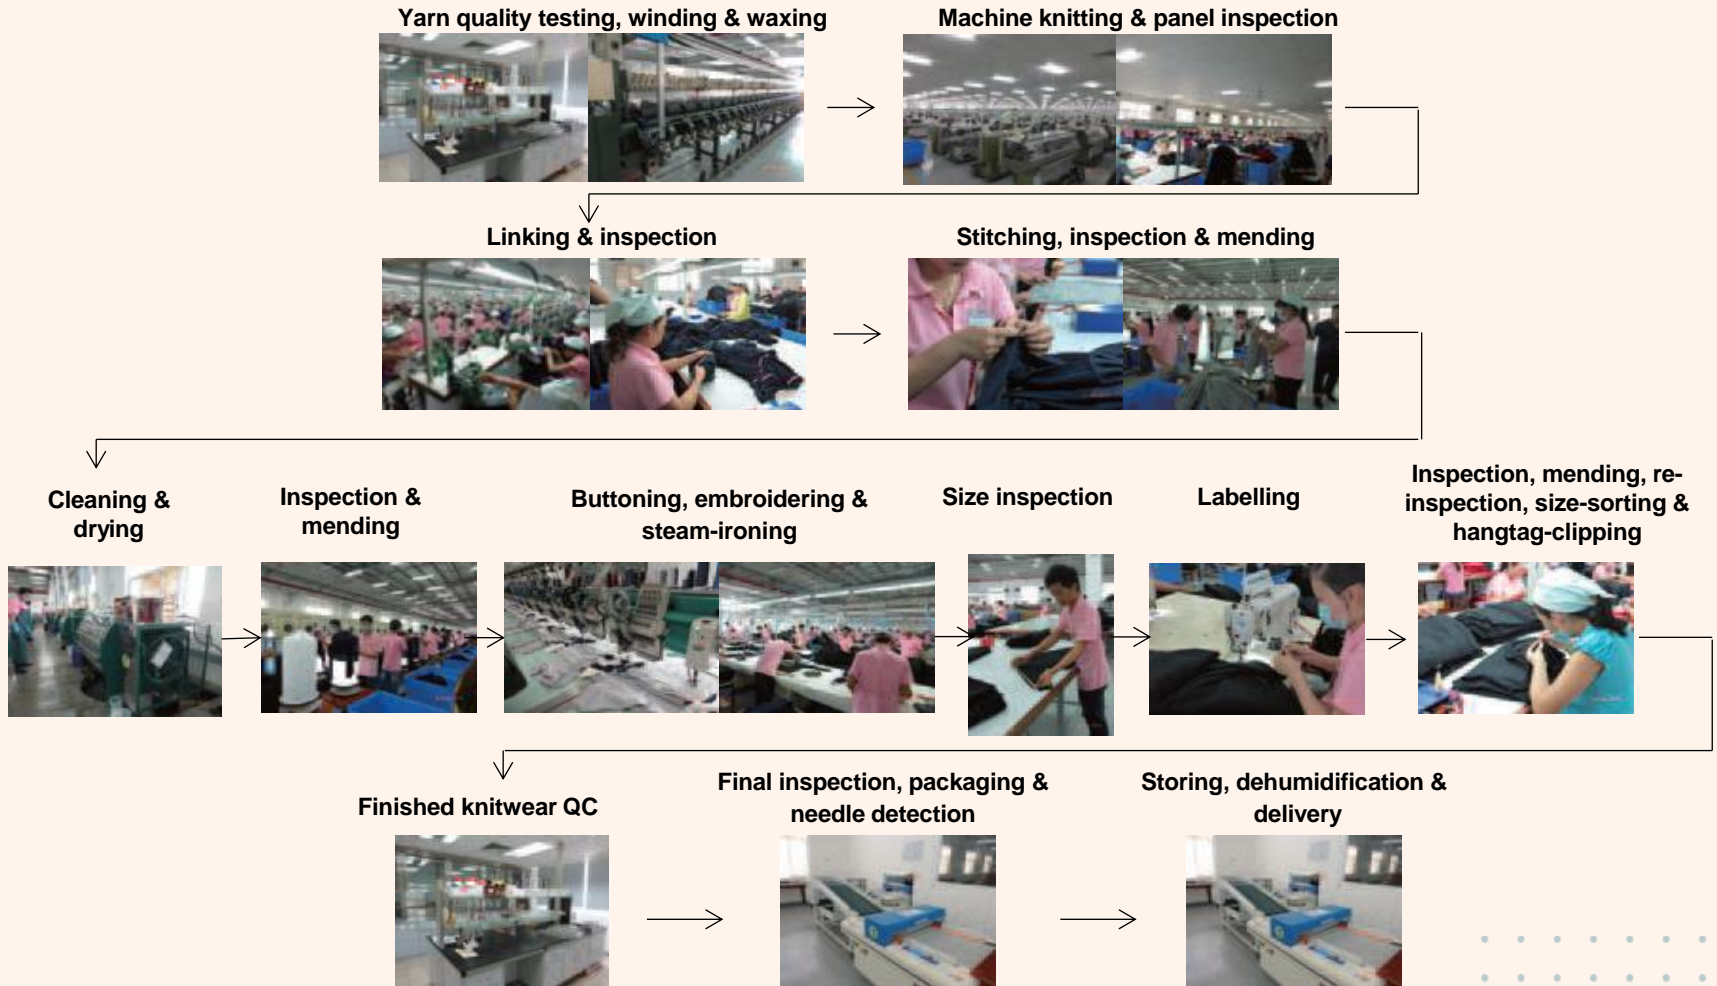 Yarn quality testing, winding & waxing
Machine knitting & panel inspection
Linking & inspection
Stitching, inspection & mending
Cleaning &
drying
Inspection &
mending
Buttoning, embroidering &
steam-ironing
Size inspection
Labelling
Inspection, mending, re-
inspection, size-sorting &
hangtag-clipping
Finished knitwear QC
Final inspection, packaging &
needle detection
Storing, dehumidification &
delivery